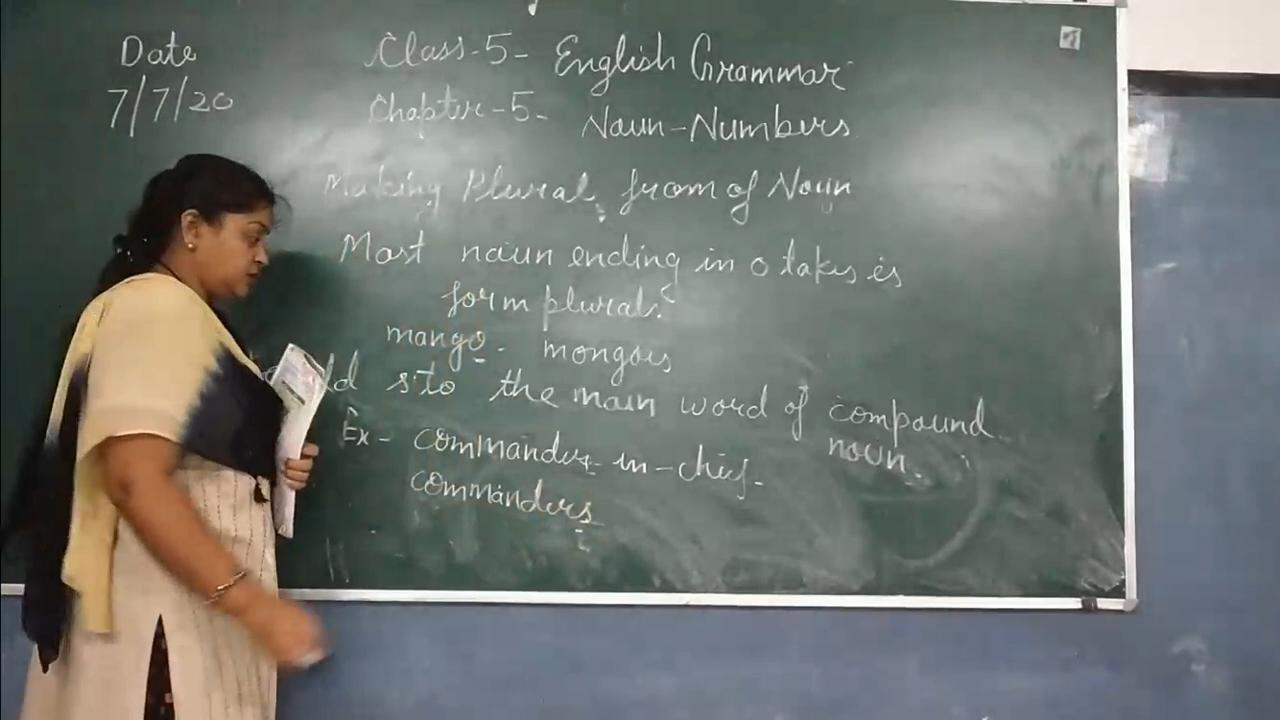 Date
7/7/20
Class-5- English Grammar
Chapter-5- Noun-Numbers
Making Plural from of Noun
Most noun ending in o takes es
form plural.
mango - mongoes
dd s to the main word of compound
noun.
Ex- commander-in-chief-
commanders